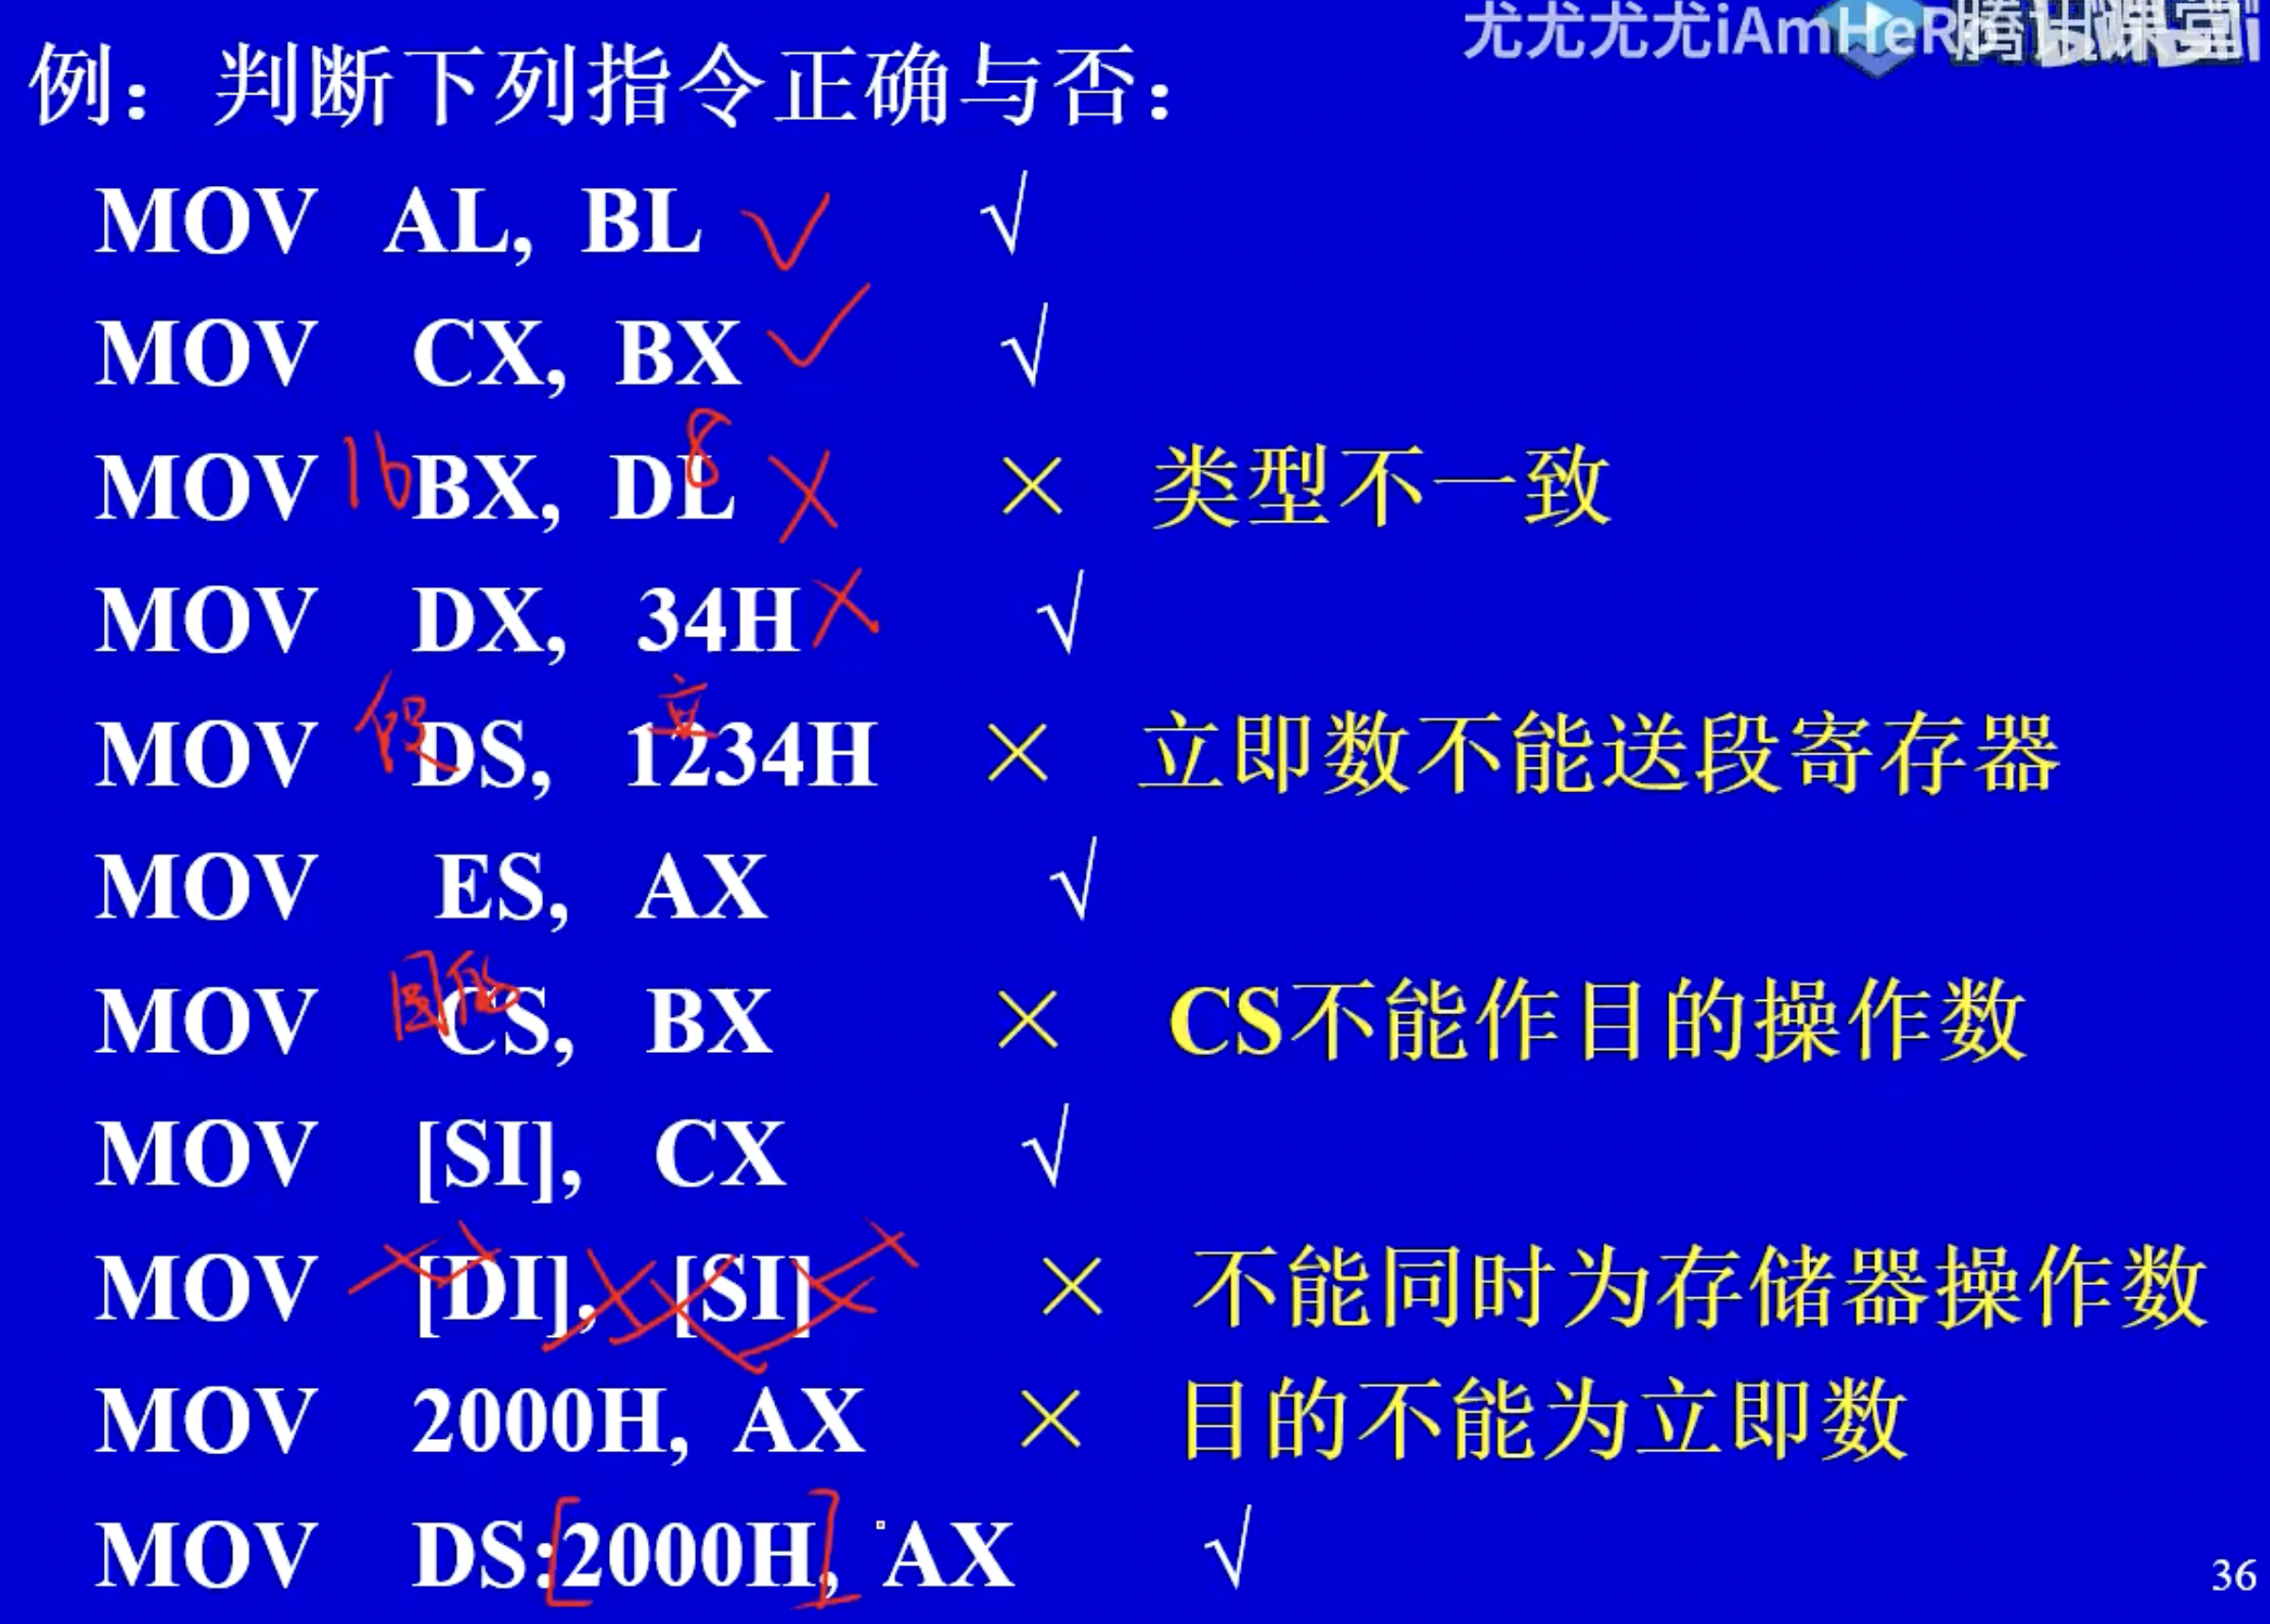 尤尤尤尤iAmHeRo 腾讯课堂
例：判断下列指令正确与否：
MOV AL, BL ✓ √
MOV CX, BX ✓ √
MOV 16 BX, DL 8 × × 类型不一致
MOV DX, 34H × √
段 立
MOV DS, 1234H × 立即数不能送段寄存器
MOV ES, AX √
MOV CS, BX × CS不能作目的操作数
MOV [SI], CX √
MOV [DI], [SI] × 不能同时为存储器操作数
MOV 2000H, AX × 目的不能为立即数
MOV DS:[2000H], AX √
36